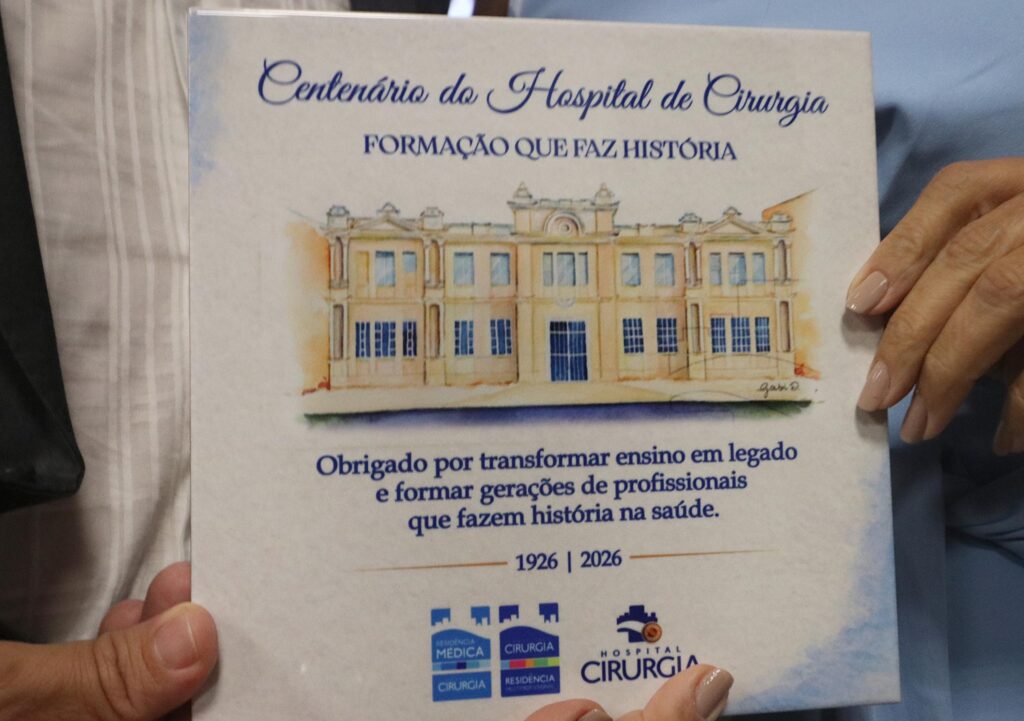 Centenário do Hospital de Cirurgia
FORMAÇÃO QUE FAZ HISTÓRIA
Gabi D.
Obrigado por transformar ensino em legado
e formar gerações de profissionais
que fazem história na saúde.
1926 | 2026
RESIDÊNCIA
MÉDICA
CIRURGIA
CIRURGIA
RESIDÊNCIA
HOSPITAL
CIRURGIA